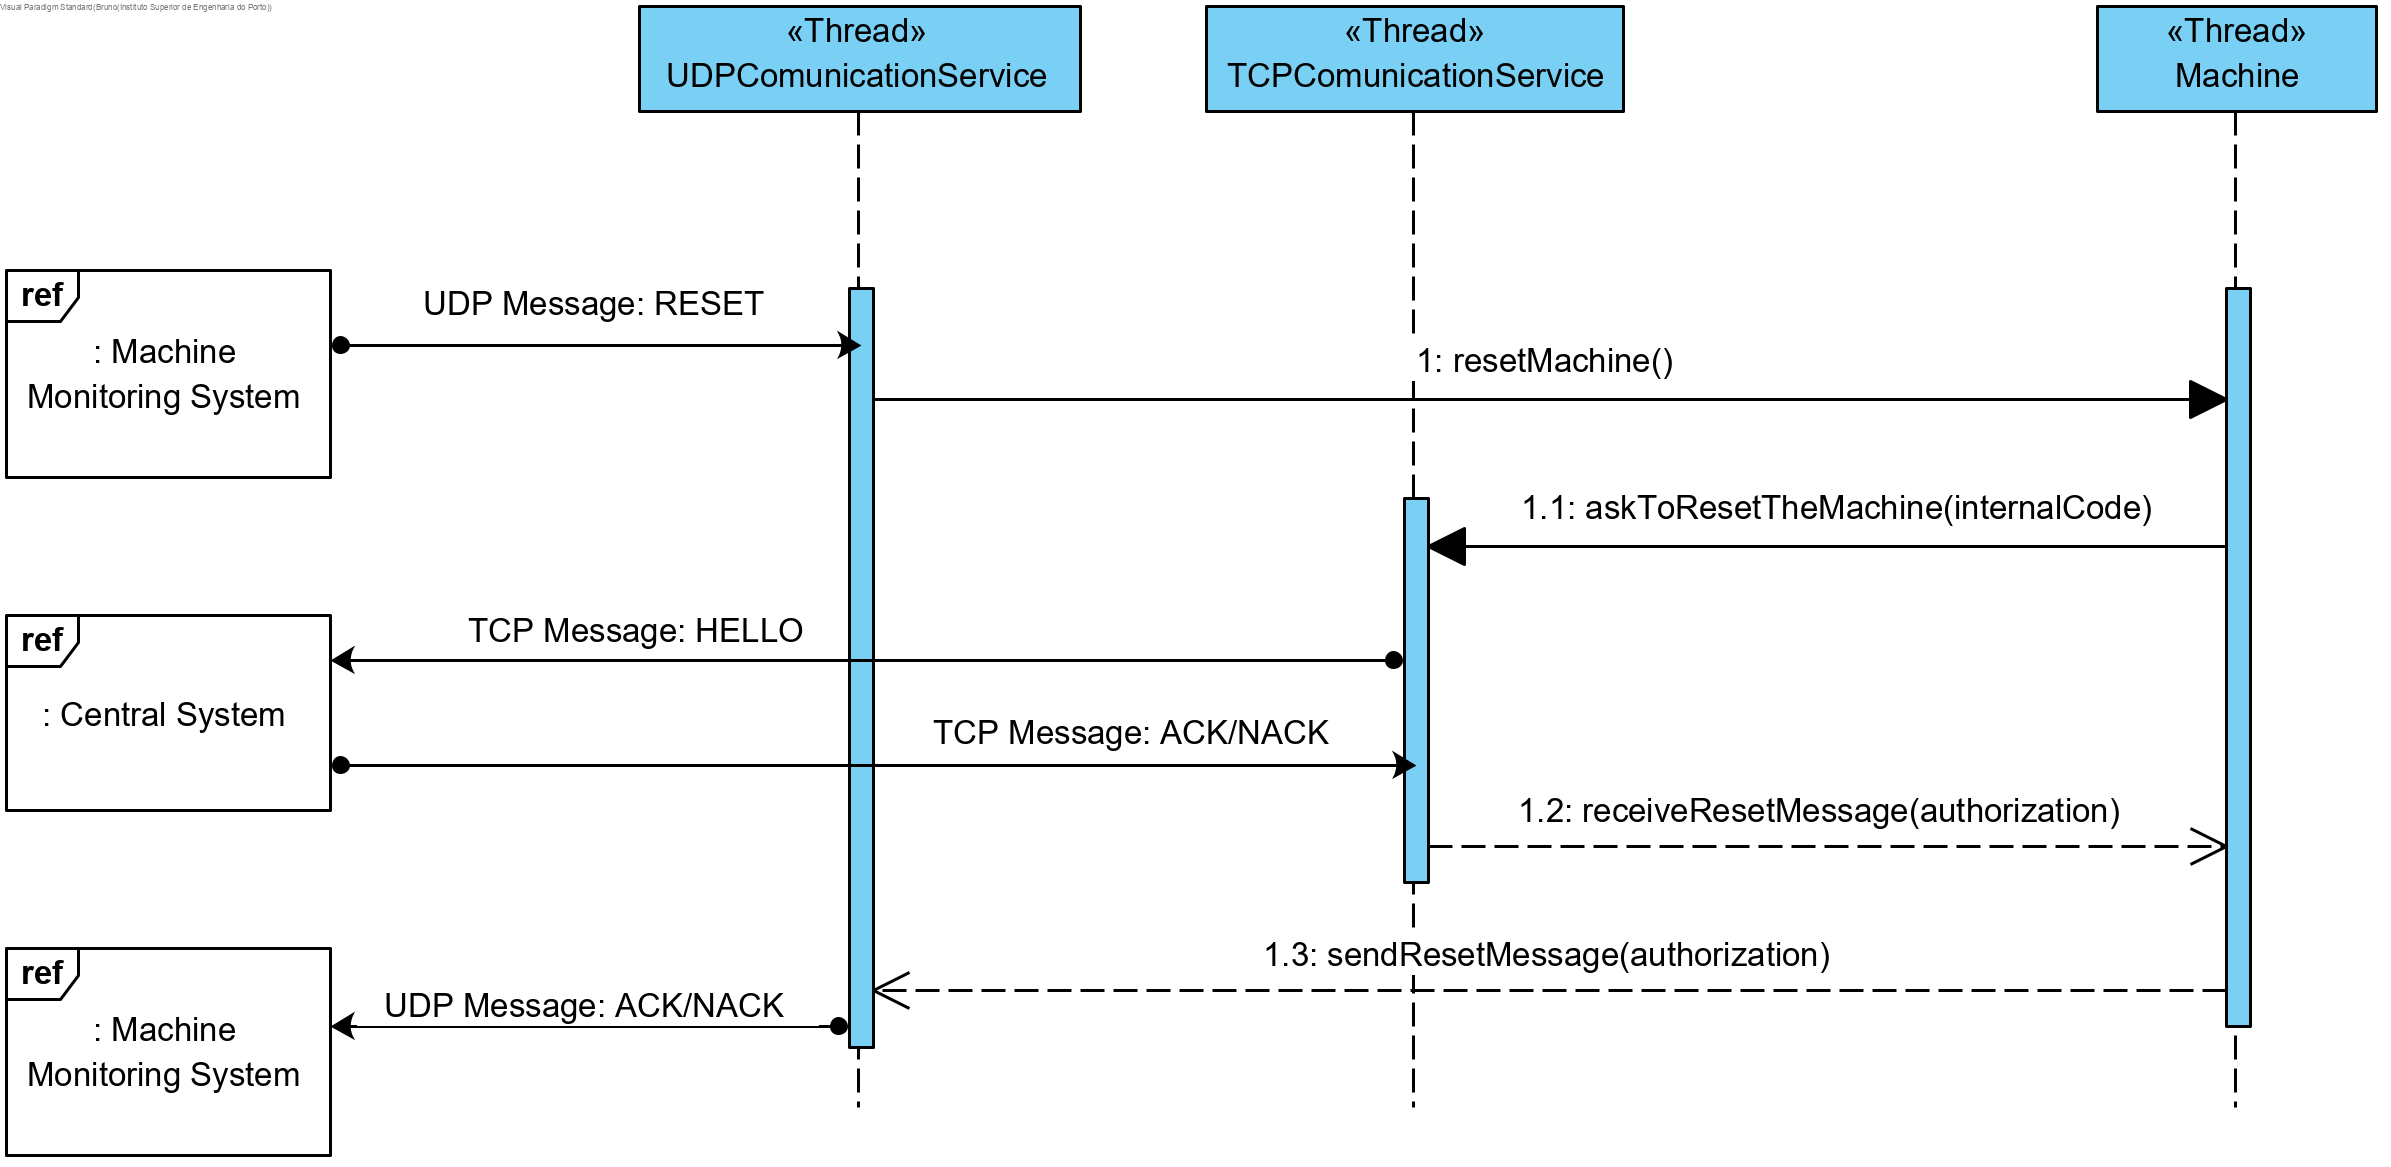 Visual Paradigm Standard(Bruno(Instituto Superior de Engenharia do Porto))
«Thread»
UDPComunicationService
«Thread»
TCPComunicationService
«Thread»
Machine
ref
: Machine
Monitoring System
UDP Message: RESET
1: resetMachine()
1.1: askToResetTheMachine(internalCode)
ref
: Central System
TCP Message: HELLO
TCP Message: ACK/NACK
1.2: receiveResetMessage(authorization)
1.3: sendResetMessage(authorization)
ref
: Machine
Monitoring System
UDP Message: ACK/NACK